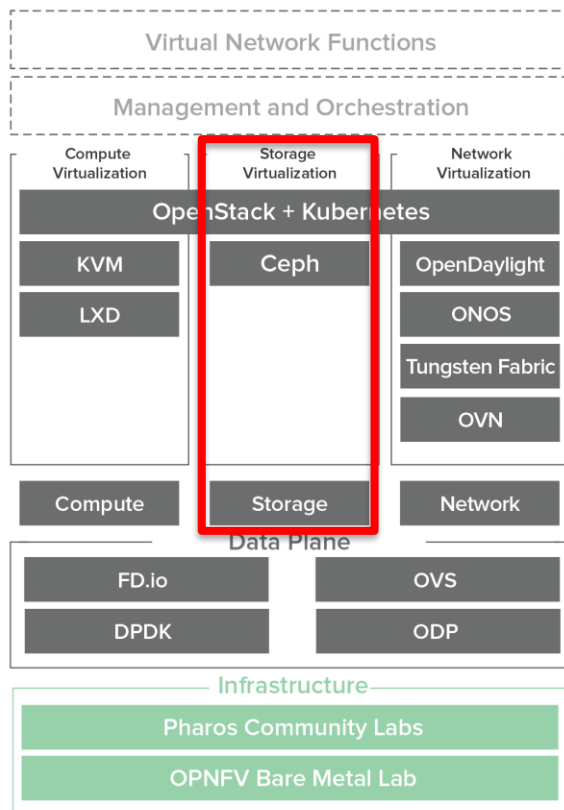 Virtual Network Functions
Management and Orchestration
Compute
Virtualization
Storage
Virtualization
Network
Virtualization
OpenStack + Kubernetes
KVM
Ceph
OpenDaylight
LXD
ONOS
Tungsten Fabric
OVN
Compute
Storage
Network
Data Plane
FD.io
OVS
DPDK
ODP
Infrastructure
Pharos Community Labs
OPNFV Bare Metal Lab